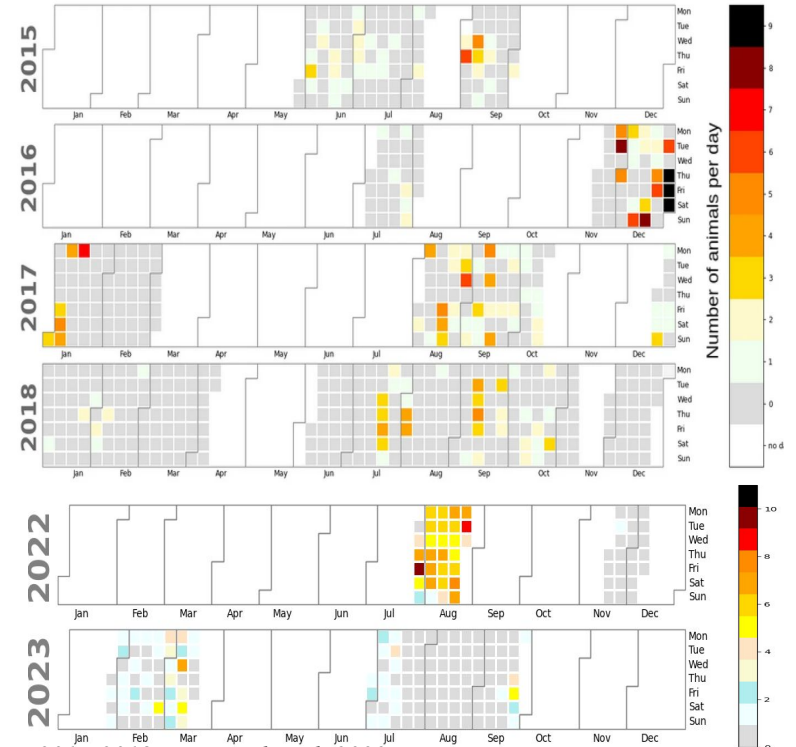 2015
Mon
Tue
Wed
Thu
Fri
Sat
Sun
Jan Feb Mar Apr May Jun Jul Aug Sep Oct Nov Dec
2016
Mon
Tue
Wed
Thu
Fri
Sat
Sun
Jan Feb Mar Apr May Jun Jul Aug Sep Oct Nov Dec
2017
Mon
Tue
Wed
Thu
Fri
Sat
Sun
Jan Feb Mar Apr May Jun Jul Aug Sep Oct Nov Dec
2018
Mon
Tue
Wed
Thu
Fri
Sat
Sun
Jan Feb Mar Apr May Jun Jul Aug Sep Oct Nov Dec
Number of animals per day
9
8
7
6
5
4
3
2
1
0
no d
2022
Mon
Tue
Wed
Thu
Fri
Sat
Sun
Jan Feb Mar Apr May Jun Jul Aug Sep Oct Nov Dec
2023
Mon
Tue
Wed
Thu
Fri
Sat
Sun
Jan Feb Mar Apr May Jun Jul Aug Sep Oct Nov Dec
10
8
6
4
2
0